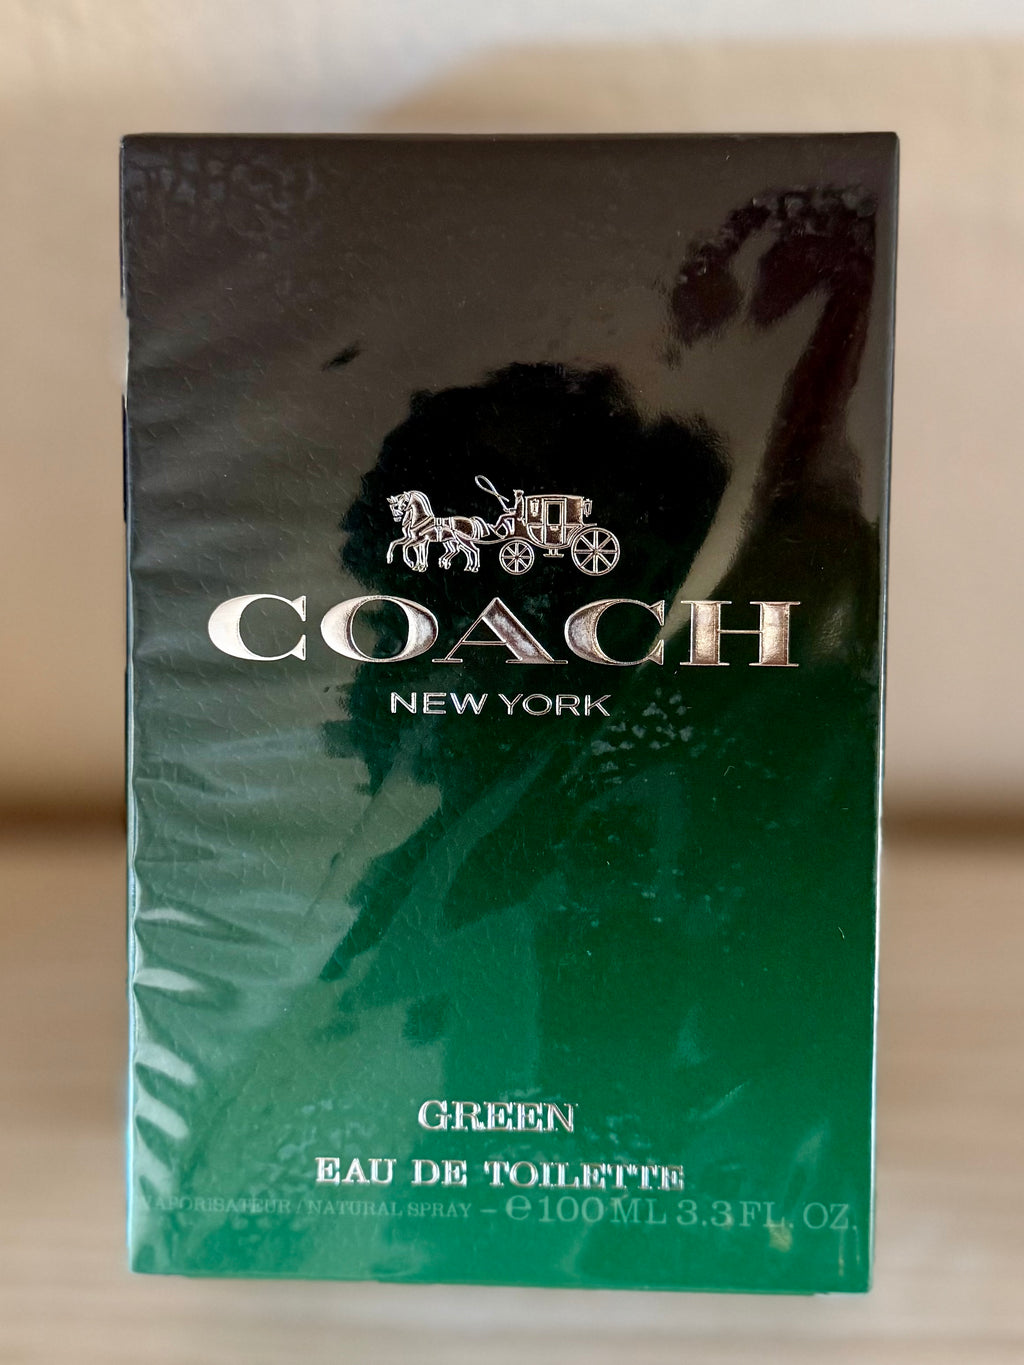 COACH
NEW YORK
GREEN
EAU DE TOILETTE
VAPORISATEUR / NATURAL SPRAY – ℮ 100 ML 3.3 FL. OZ.